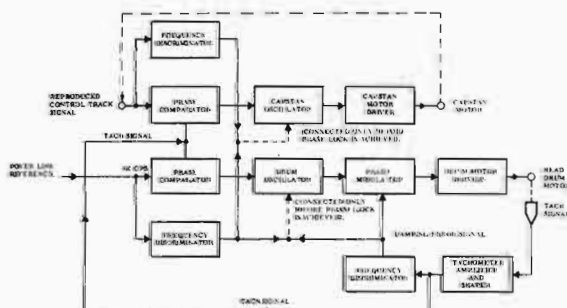 FREQUENCY
DISCRIMINATOR
REPRODUCED
CONTROL-TRACK
SIGNAL
PHASE
COMPARATOR
CAPSTAN
OSCILLATOR
CAPSTAN
MOTOR
DRIVER
CAPSTAN
MOTOR
TACH SIGNAL
(CONNECTED ONLY BEFORE
PHASE LOCK IS ACHIEVED.
POWER LINE
REFERENCE
PHASE
COMPARATOR
DRUM
OSCILLATOR
PHASE
MODULATOR
DRUM MOTOR
HEAD
DRUM
MOTOR
(CONNECTED ONLY
BEFORE PHASE LOCK
IS ACHIEVED.
TACH
SIGNAL
FREQUENCY
DISCRIMINATOR
DAMPING ERROR SIGNAL
FREQUENCY
DISCRIMINATOR
TACHOMETER
AMPLIFIER
AND
SHAPER
TACH SIGNAL